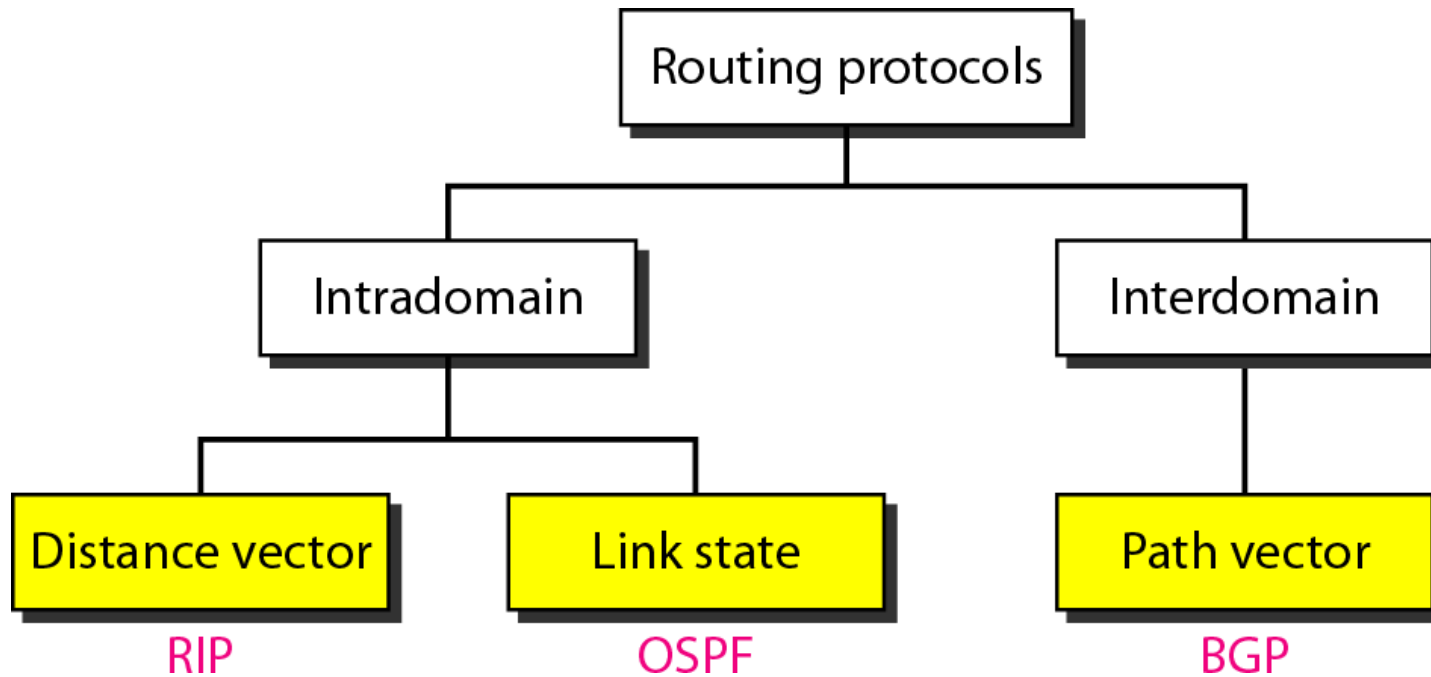 Routing protocols
Intradomain
Interdomain
Distance vector
Link state
Path vector
RIP
OSPF
BGP